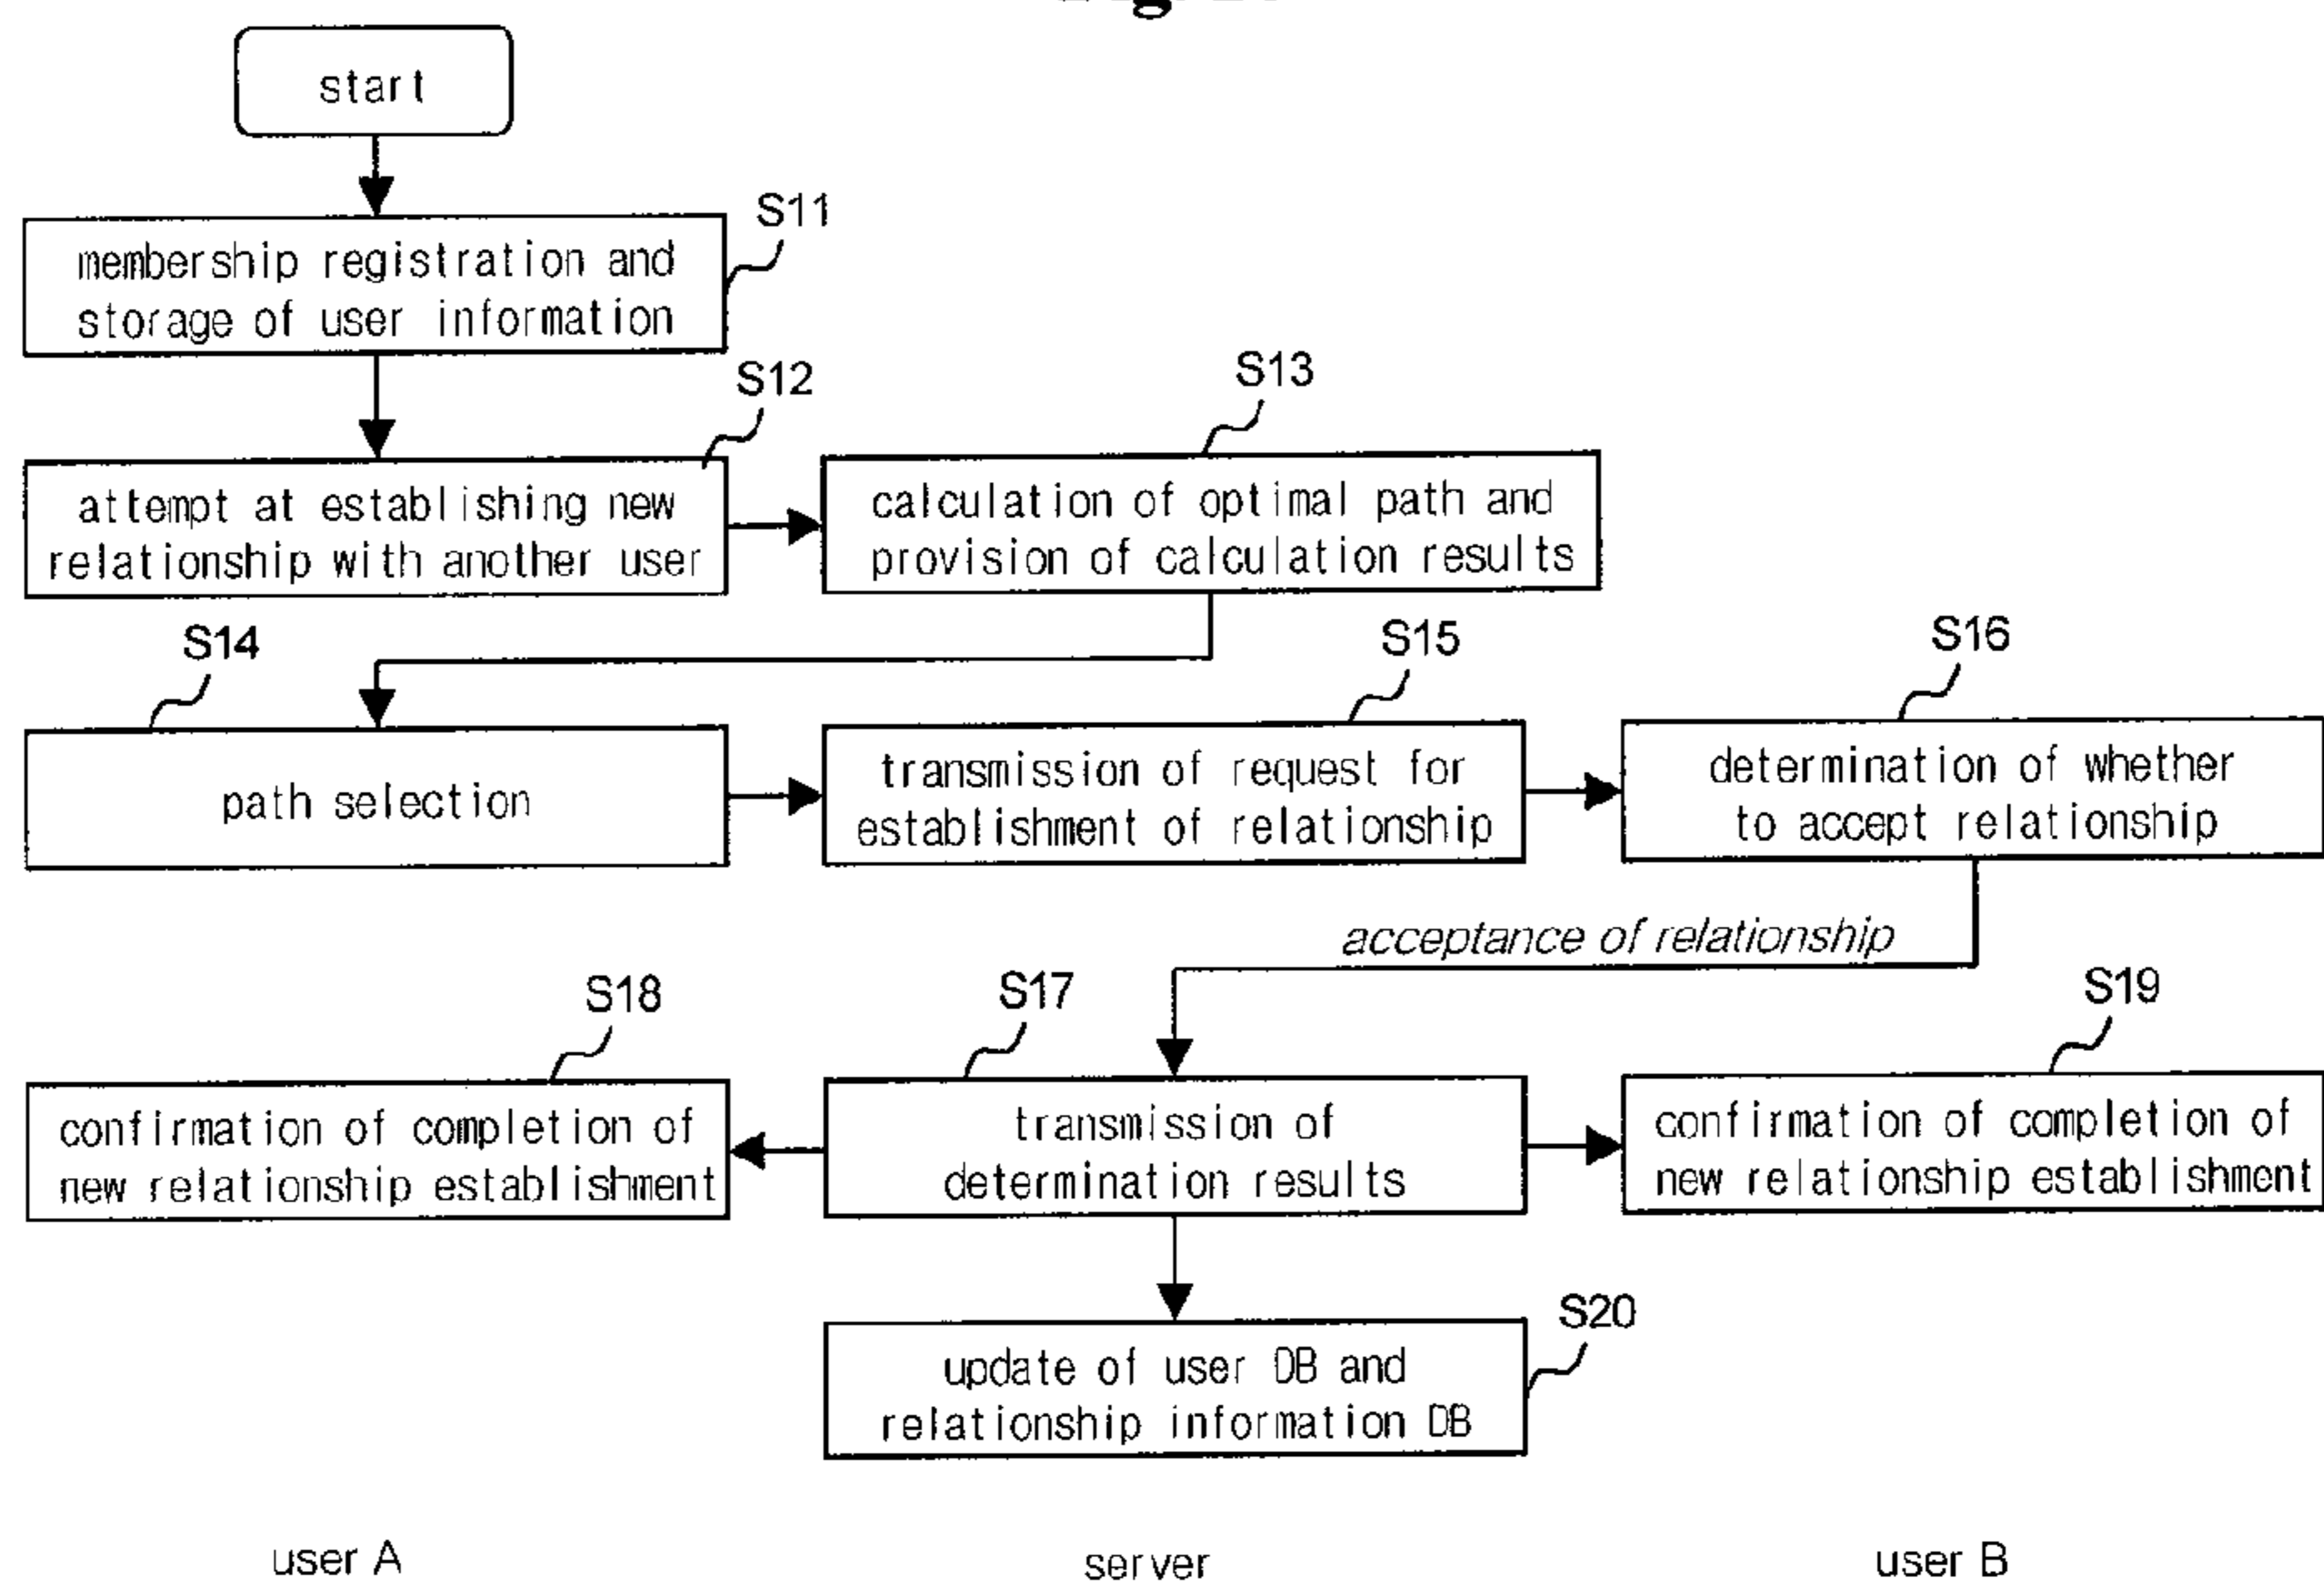 start
S11
membership registration and
storage of user information
S12
attempt at establishing new
relationship with another user
S13
calculation of optimal path and
provision of calculation results
S14
path selection
S15
transmission of request for
establishment of relationship
S16
determination of whether
to accept relationship
acceptance of relationship
S18
confirmation of completion of
new relationship establishment
S17
transmission of
determination results
S19
confirmation of completion of
new relationship establishment
S20
update of user DB and
relationship information DB
user A
server
user B